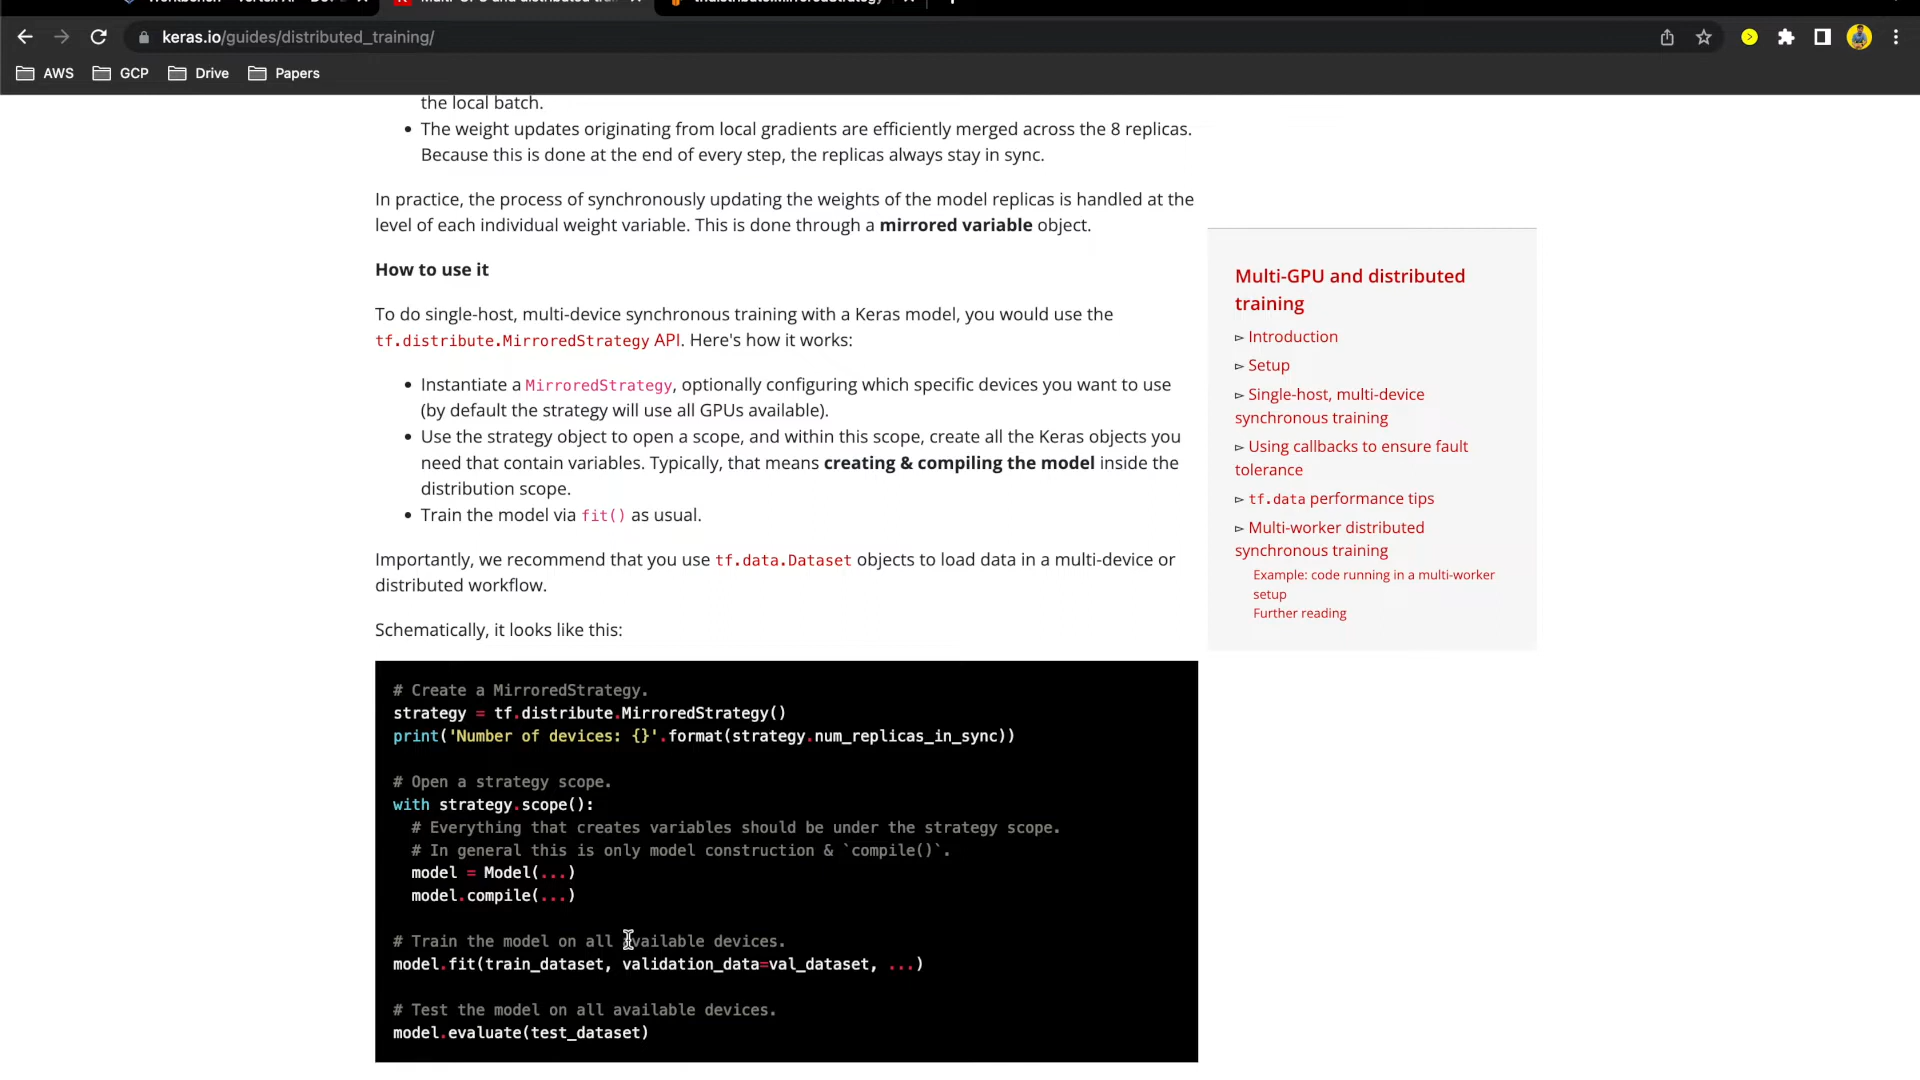 keras.io/guides/distributed_training/
AWS GCP Drive Papers
the local batch.
• The weight updates originating from local gradients are efficiently merged across the 8 replicas.
Because this is done at the end of every step, the replicas always stay in sync.
In practice, the process of synchronously updating the weights of the model replicas is handled at the
level of each individual weight variable. This is done through a mirrored variable object.
How to use it
To do single-host, multi-device synchronous training with a Keras model, you would use the
tf.distribute.MirroredStrategy API. Here's how it works:
• Instantiate a MirroredStrategy, optionally configuring which specific devices you want to use
(by default the strategy will use all GPUs available).
• Use the strategy object to open a scope, and within this scope, create all the Keras objects you
need that contain variables. Typically, that means creating & compiling the model inside the
distribution scope.
• Train the model via fit() as usual.
Importantly, we recommend that you use tf.data.Dataset objects to load data in a multi-device or
distributed workflow.
Schematically, it looks like this:
# Create a MirroredStrategy.
strategy = tf.distribute.MirroredStrategy()
print('Number of devices: {}'.format(strategy.num_replicas_in_sync))
# Open a strategy scope.
with strategy.scope():
# Everything that creates variables should be under the strategy scope.
# In general this is only model construction & `compile()`.
model = Model(...)
model.compile(...)
# Train the model on all available devices.
model.fit(train_dataset, validation_data=val_dataset, ...)
# Test the model on all available devices.
model.evaluate(test_dataset)
Multi-GPU and distributed
training
▻ Introduction
▻ Setup
▻ Single-host, multi-device
synchronous training
▻ Using callbacks to ensure fault
tolerance
▻ tf.data performance tips
▻ Multi-worker distributed
synchronous training
Example: code running in a multi-worker
setup
Further reading